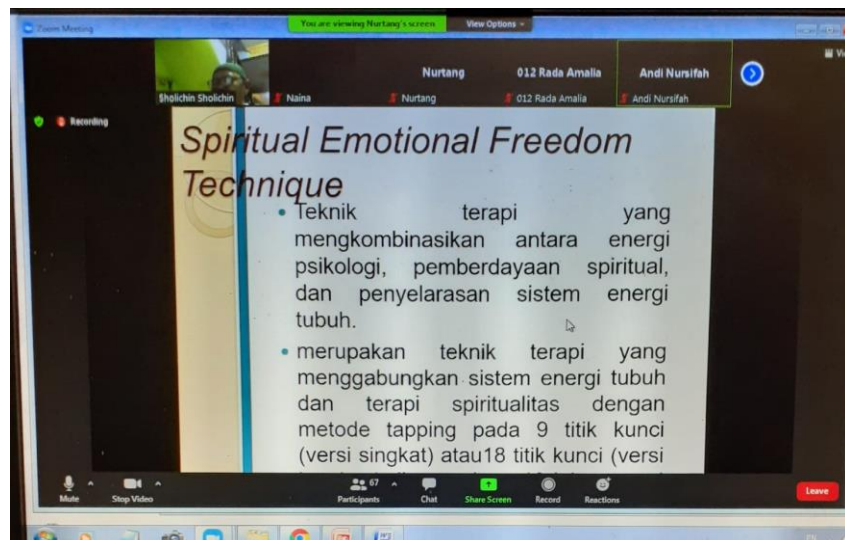 Zoom Meeting
You are viewing Nurtang's screen View Options
Nurtang 012 Rada Amalia Andi Nursifah
Sholichin Sholichin Naina Nurtang 012 Rada Amalia Andi Nursifah
Recording
Spiritual Emotional Freedom
Technique
• Teknik terapi yang
mengkombinasikan antara energi
psikologi, pemberdayaan spiritual,
dan penyelarasan sistem energi
tubuh.
• merupakan teknik terapi yang
menggabungkan sistem energi tubuh
dan terapi spiritualitas dengan
metode tapping pada 9 titik kunci
(versi singkat) atau18 titik kunci (versi
67
Mute Stop Video Participants Chat Share Screen Record Reactions Leave
EN